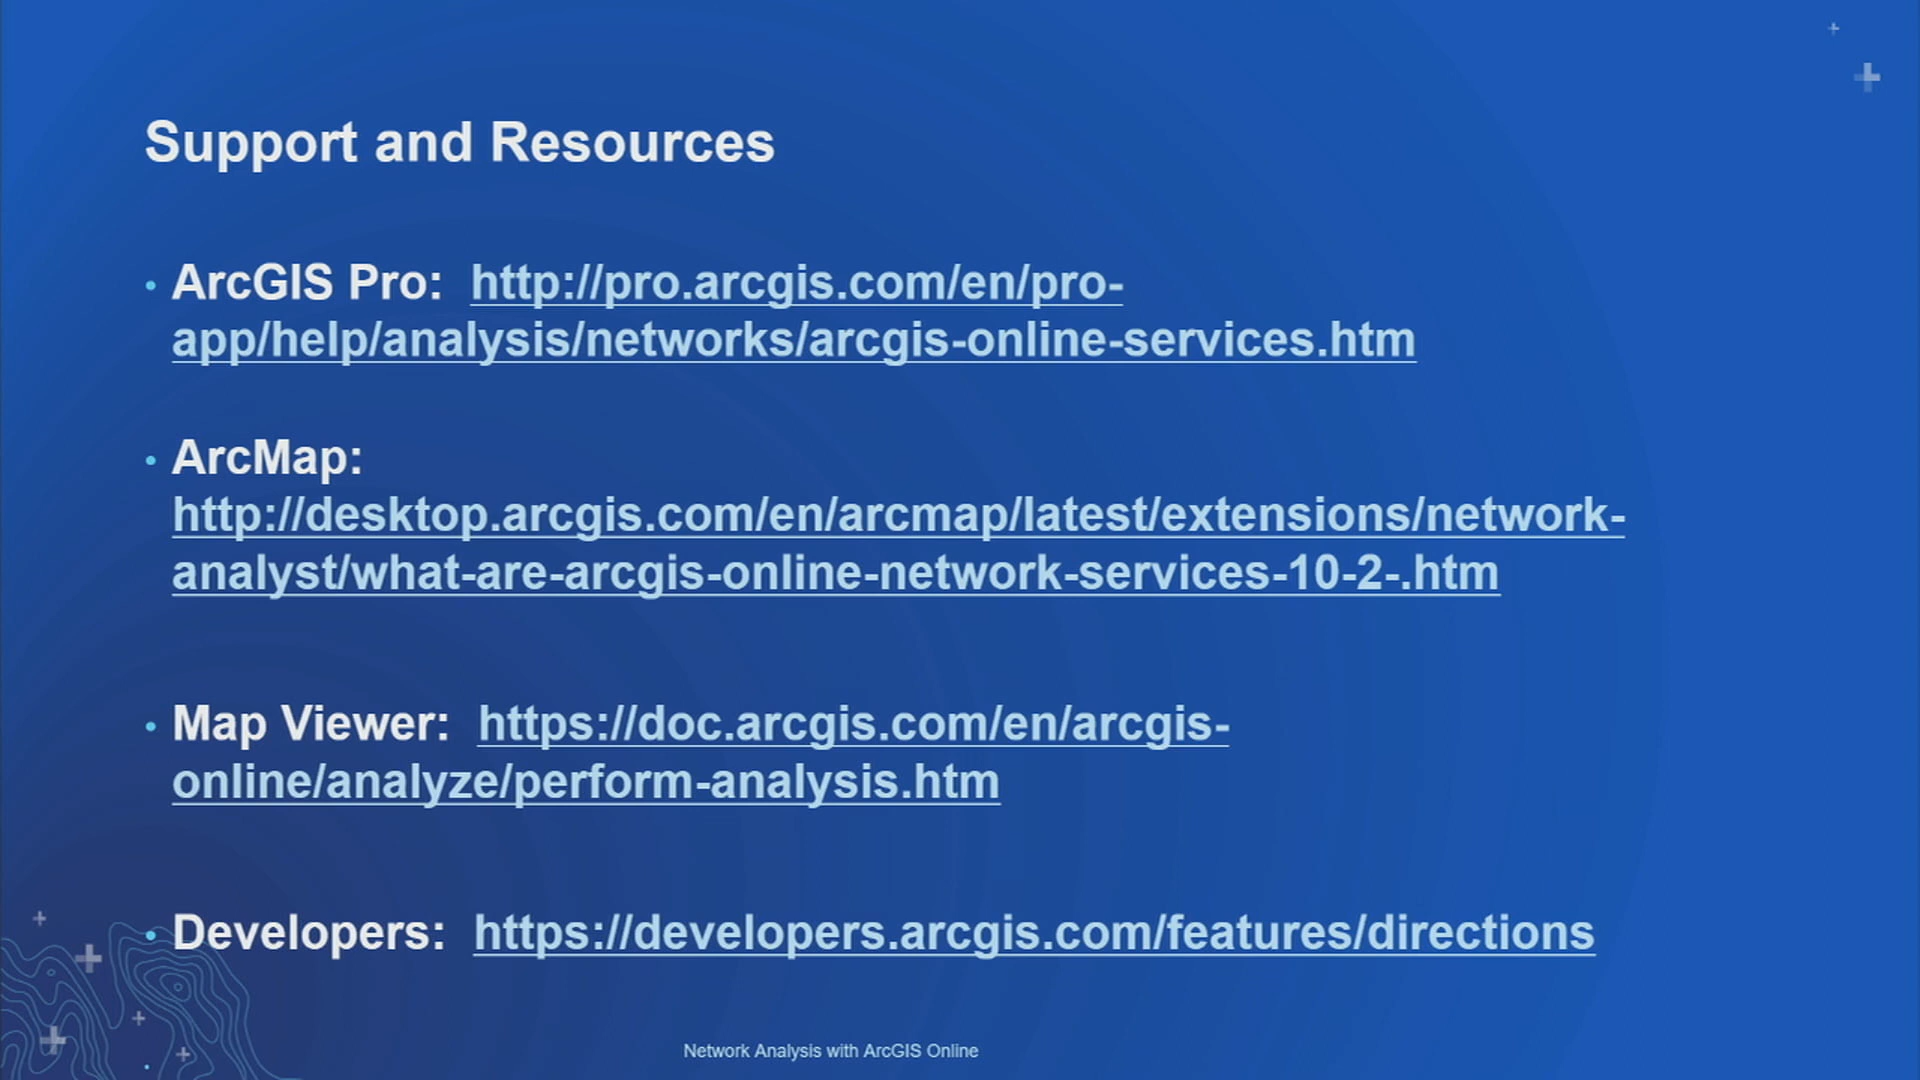 Support and Resources
• ArcGIS Pro: http://pro.arcgis.com/en/pro-
app/help/analysis/networks/arcgis-online-services.htm
• ArcMap:
http://desktop.arcgis.com/en/arcmap/latest/extensions/network-
analyst/what-are-arcgis-online-network-services-10-2-.htm
• Map Viewer: https://doc.arcgis.com/en/arcgis-
online/analyze/perform-analysis.htm
• Developers: https://developers.arcgis.com/features/directions
Network Analysis with ArcGIS Online